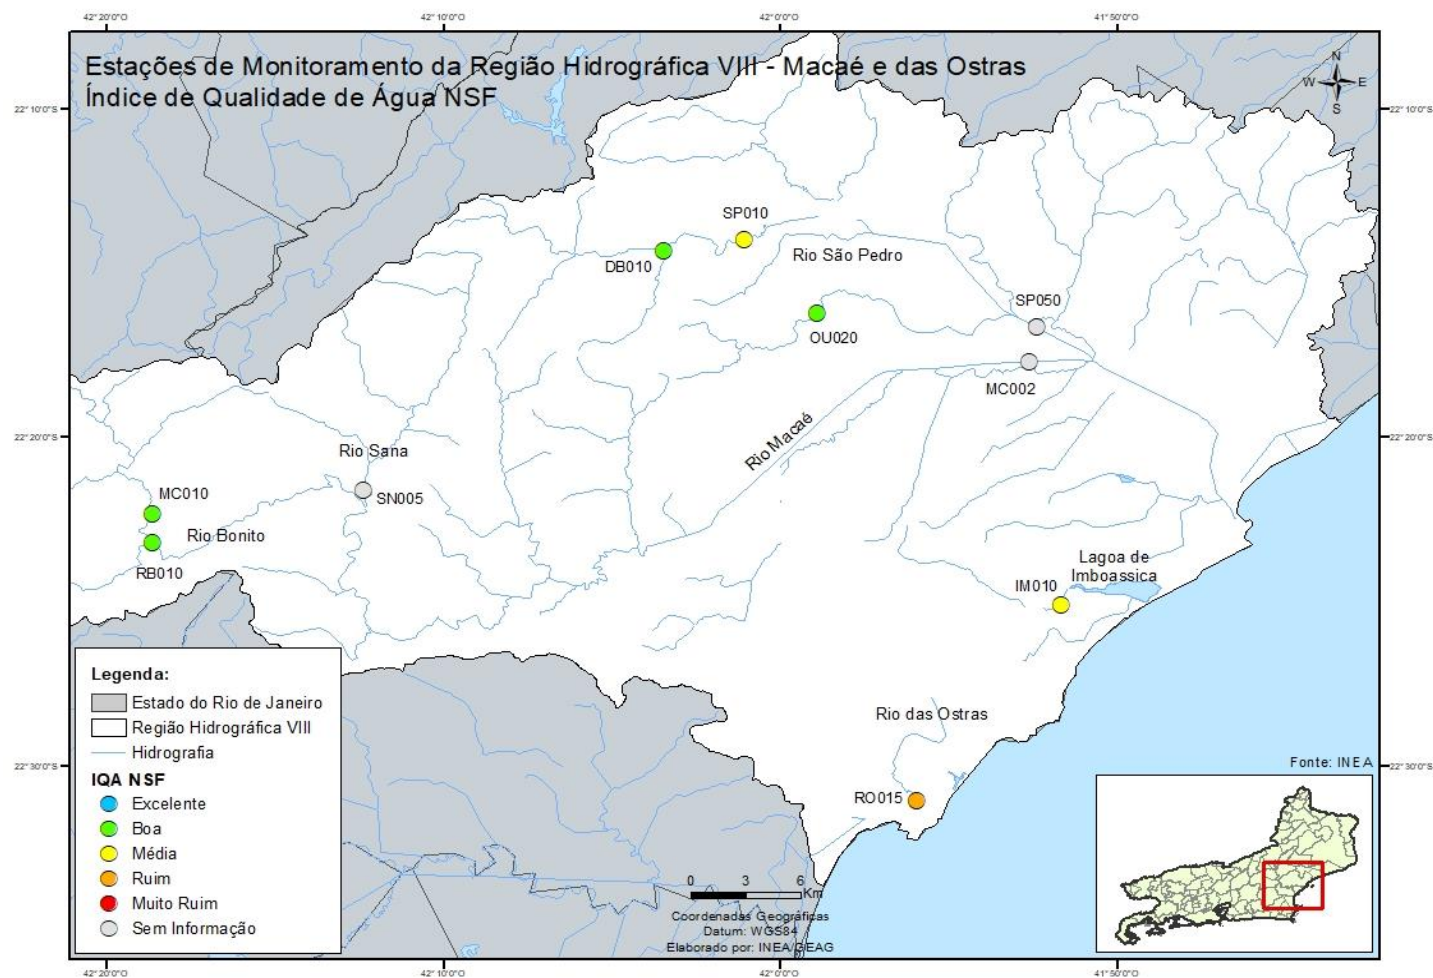 42°20'0"O
42°10'0"O
42°0'0"O
41°50'0"O
Estações de Monitoramento da Região Hidrográfica VIII - Macaé e das Ostras
Índice de Qualidade de Água NSF
N
W
E
S
22°10'0"S
22°10'0"S
SP010
DB010
Rio São Pedro
SP050
OU020
MC002
22°20'0"S
22°20'0"S
Rio Macaé
Rio Sana
SN005
MC010
Rio Bonito
RB010
Lagoa de
Imboassica
IM010
Legenda:
Estado do Rio de Janeiro
Região Hidrográfica VIII
Hidrografia
IQA NSF
Excelente
Boa
Média
Ruim
Muito Ruim
Sem Informação
Rio das Ostras
RO015
22°30'0"S
22°30'0"S
Fonte: INEA
0 3 6
Km
Coordenadas Geográficas
Datum: WGS84
Elaborado por: INEA/GEAG
42°20'0"O
42°10'0"O
42°0'0"O
41°50'0"O